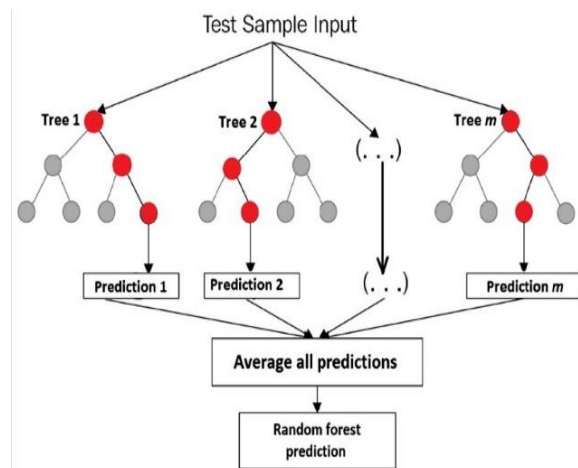 Test Sample Input
Tree 1
Tree 2
(. . .)
Tree m
Prediction 1
Prediction 2
(. . .)
Prediction m
Average all predictions
Random forest
prediction